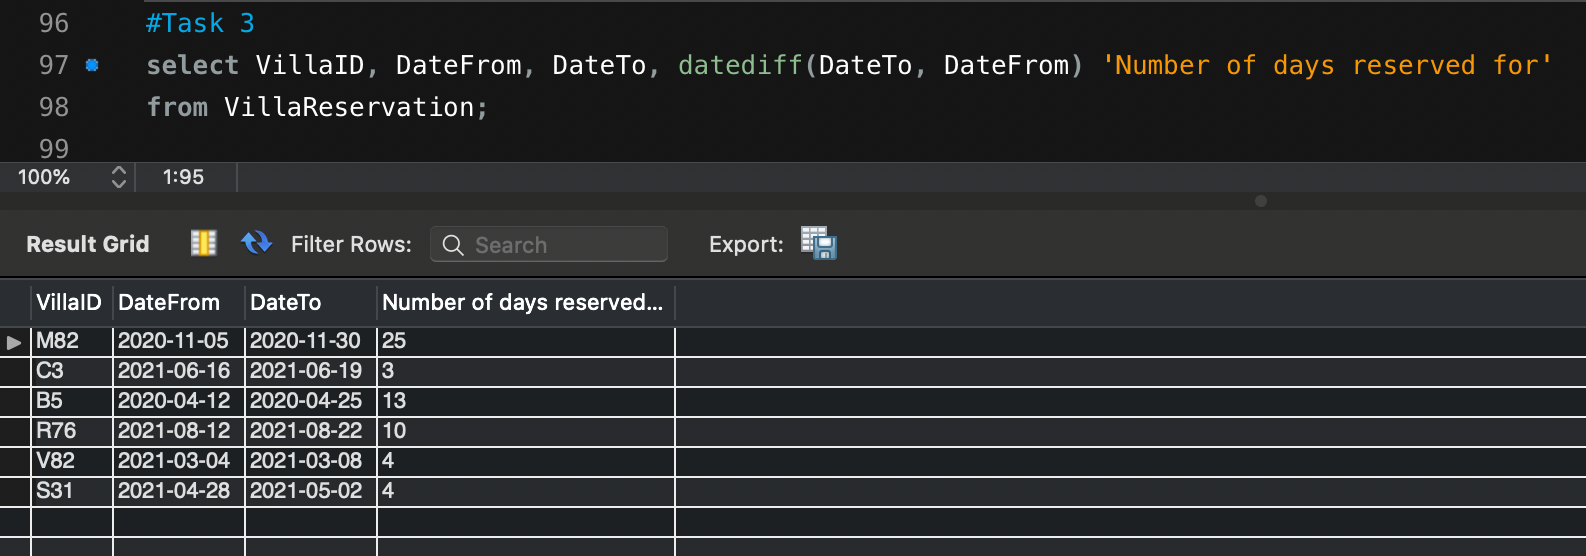 96 #Task 3
97 select VillaID, DateFrom, DateTo, datediff(DateTo, DateFrom) 'Number of days reserved for'
98 from VillaReservation;
99
100% 1:95
Result Grid Filter Rows: Search Export:
VillaID DateFrom DateTo Number of days reserved...
M82 2020-11-05 2020-11-30 25
C3 2021-06-16 2021-06-19 3
B5 2020-04-12 2020-04-25 13
R76 2021-08-12 2021-08-22 10
V82 2021-03-04 2021-03-08 4
S31 2021-04-28 2021-05-02 4